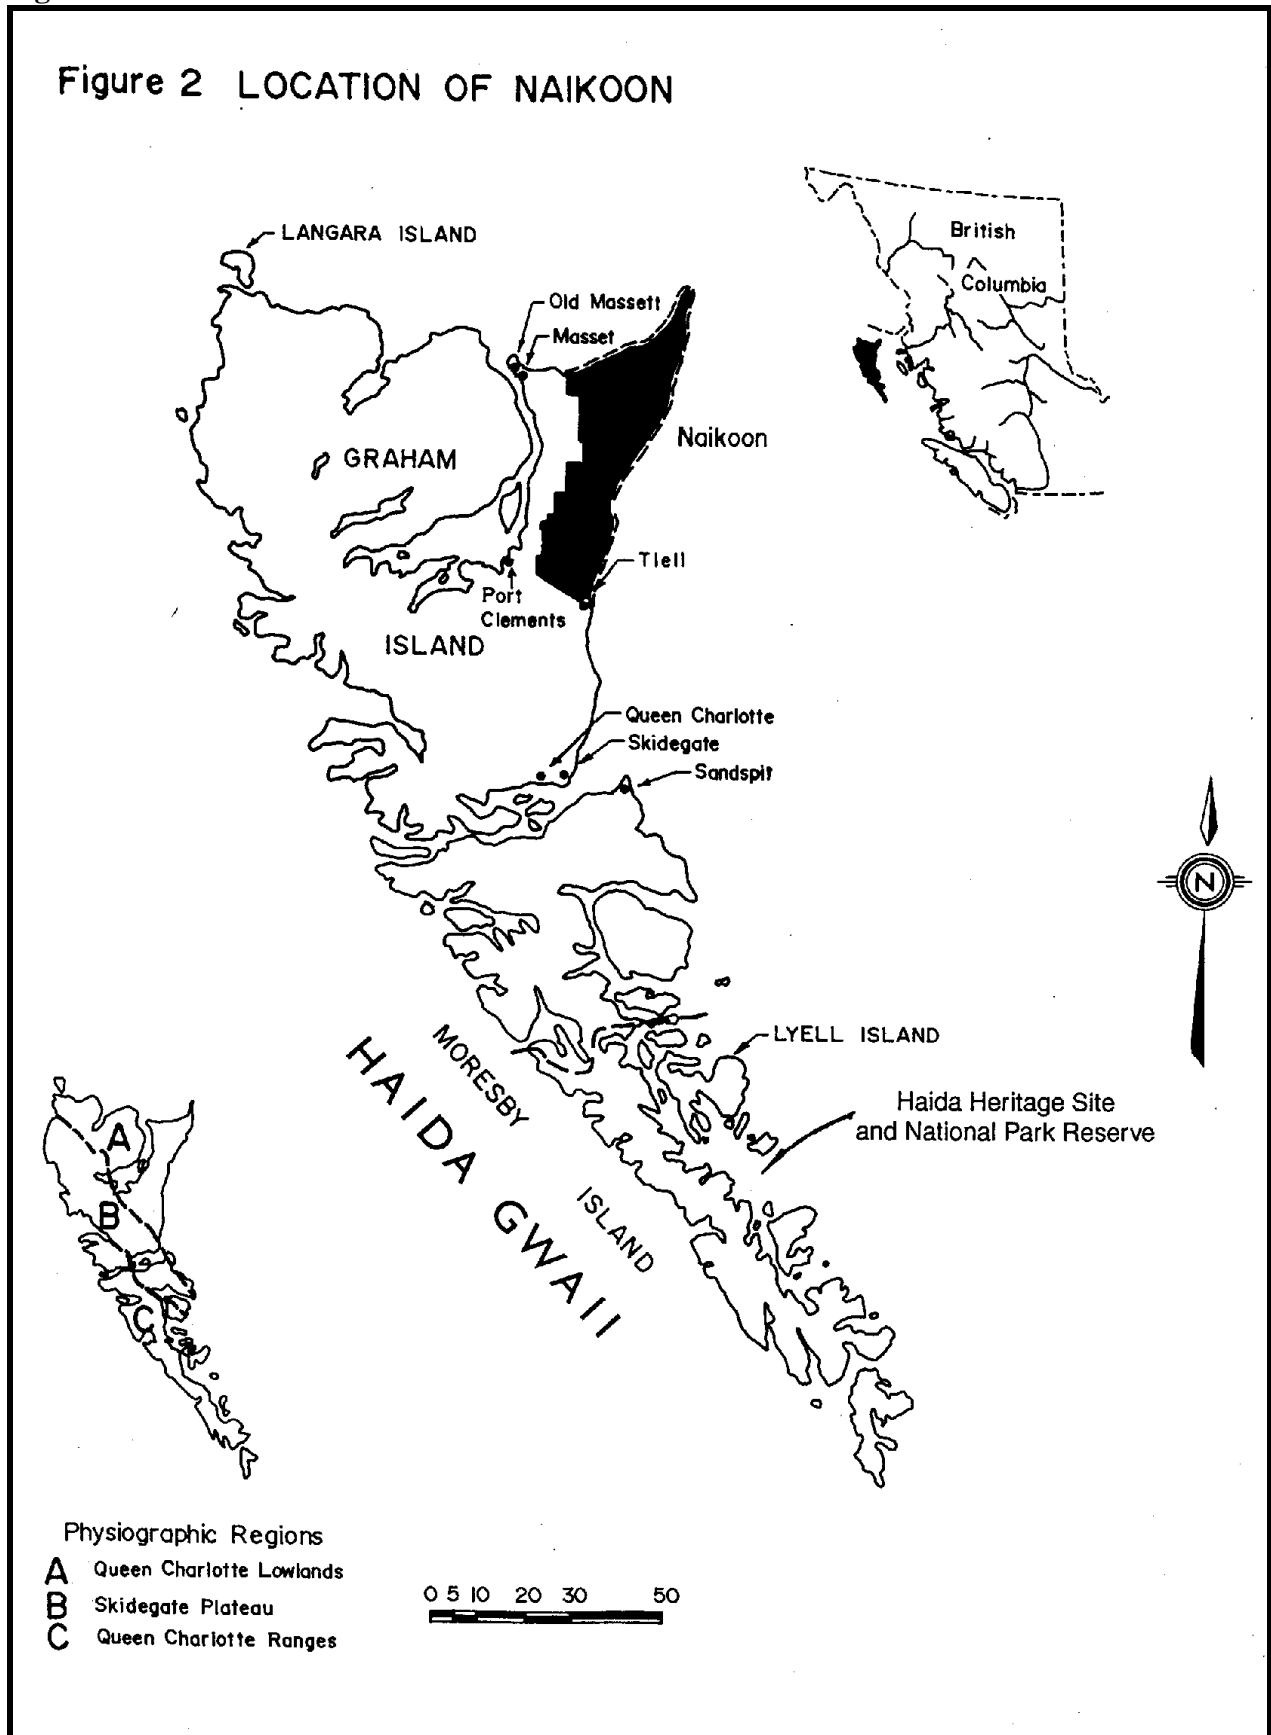 Figure 2 LOCATION OF NAIKOON
LANGARA ISLAND
British
Columbia
Old Massett
Masset
Naikoon
GRAHAM
Tlell
Port
Clements
ISLAND
Queen Charlotte
Skidegate
Sandspit
N
LYELL ISLAND
MORESBY
HAIDA GWAII
Haida Heritage Site
and National Park Reserve
ISLAND
A
B
C
Physiographic Regions
A Queen Charlotte Lowlands
B Skidegate Plateau
C Queen Charlotte Ranges
0 5 10 20 30 50